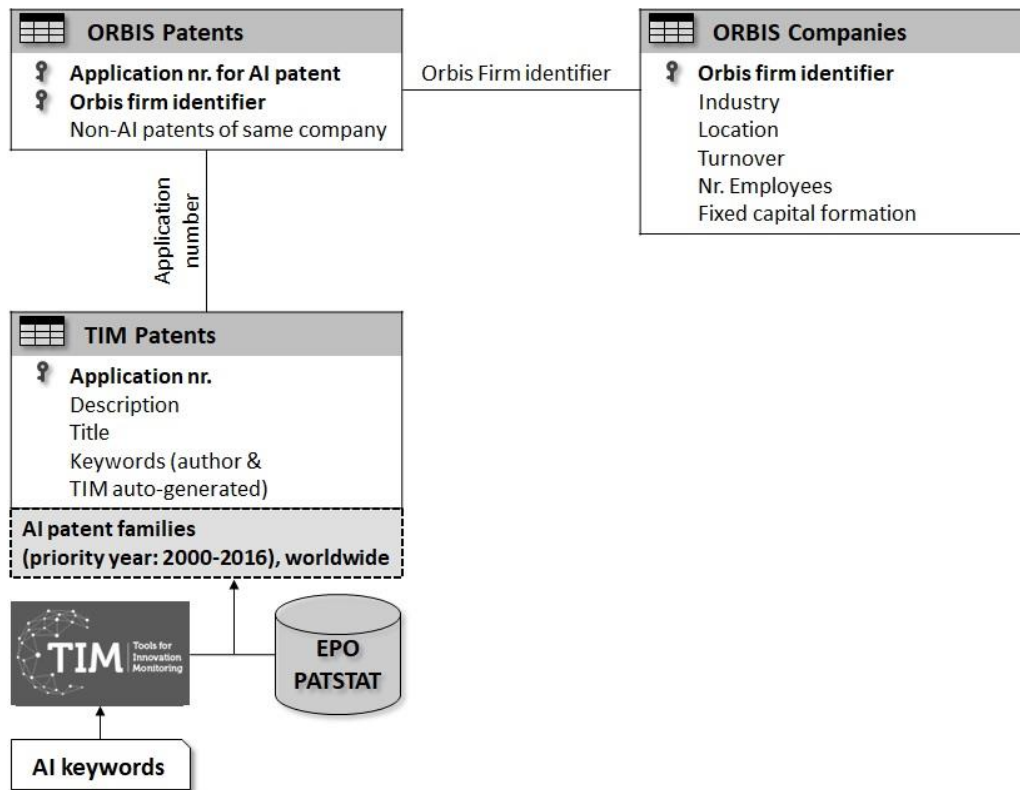 ORBIS Patents
Application nr. for AI patent
Orbis firm identifier
Non-AI patents of same company
Orbis Firm identifier
ORBIS Companies
Orbis firm identifier
Industry
Location
Turnover
Nr. Employees
Fixed capital formation
Application
number
TIM Patents
Application nr.
Description
Title
Keywords (author &
TIM auto-generated)
AI patent families
(priority year: 2000-2016), worldwide
TIM
Tools for
Innovation
Monitoring
EPO
PATSTAT
AI keywords